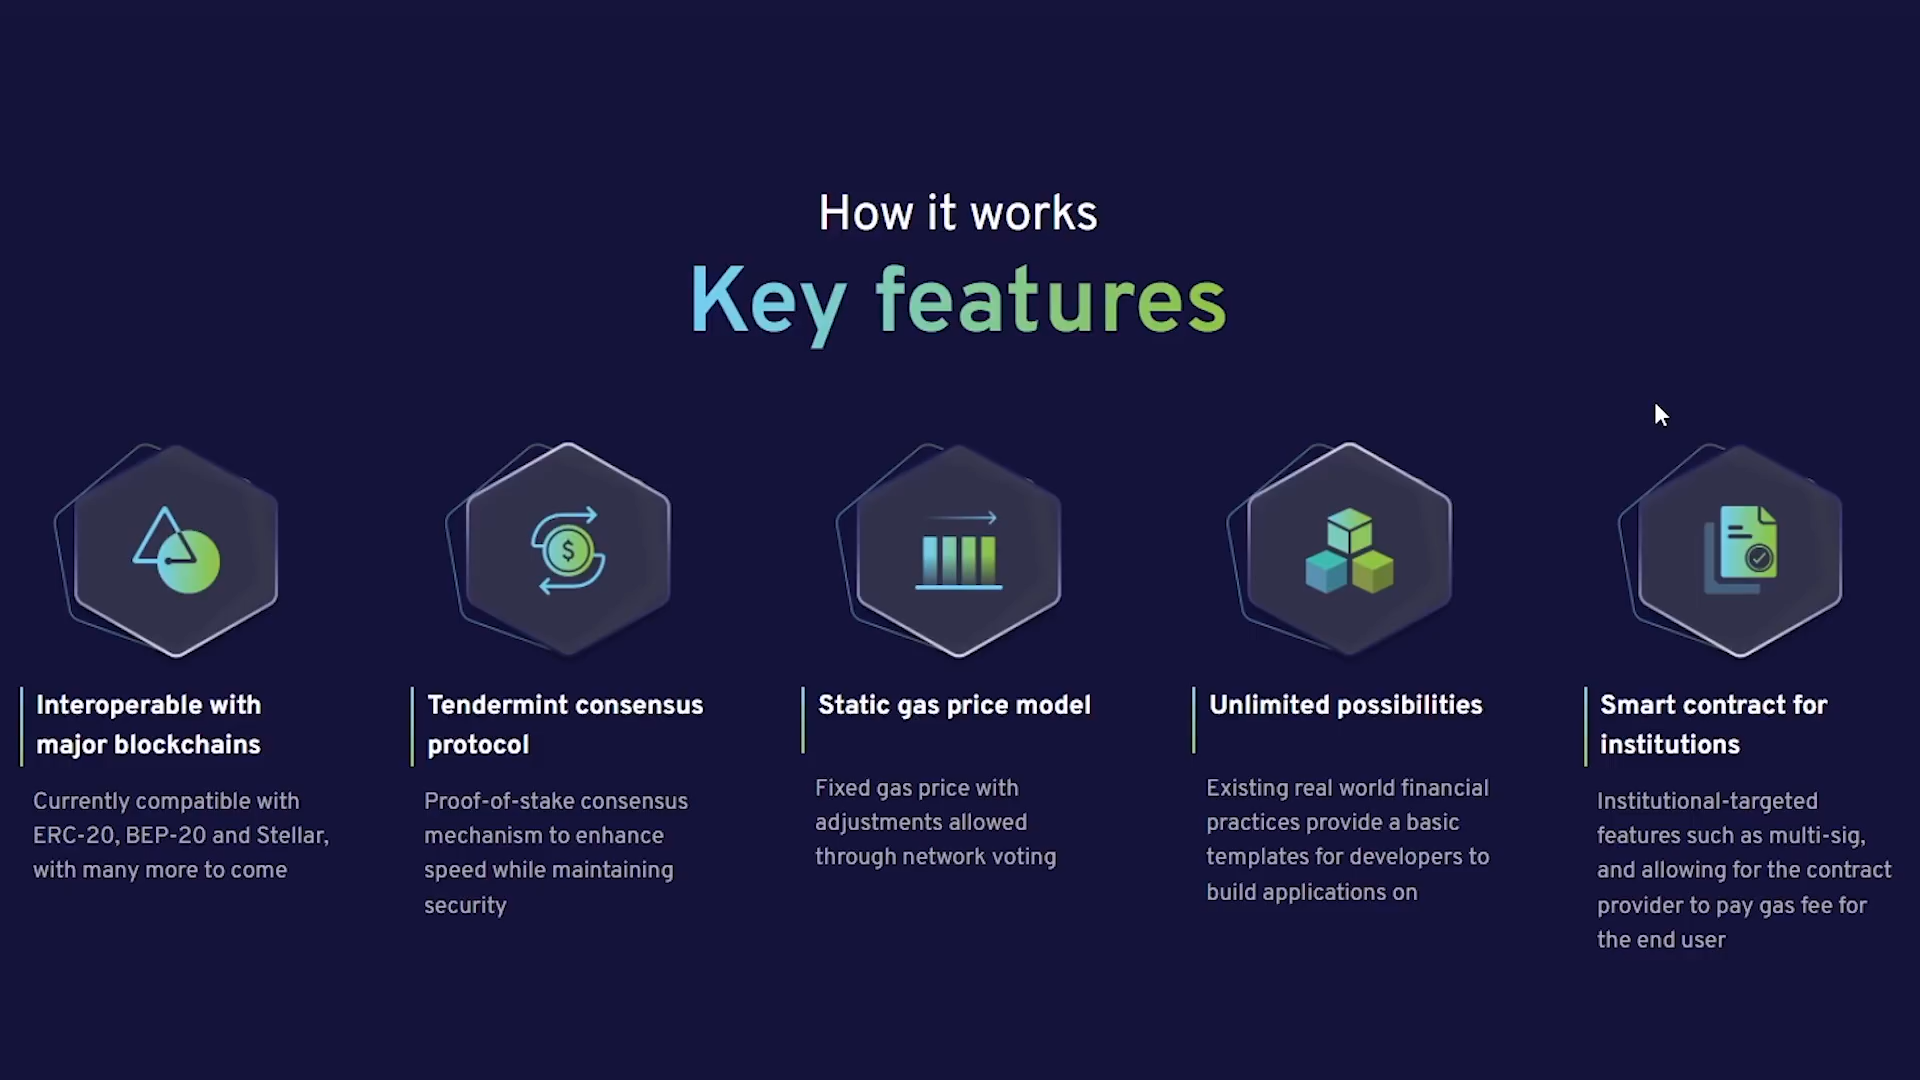 How it works
Key features
Interoperable with
major blockchains
Currently compatible with
ERC-20, BEP-20 and Stellar,
with many more to come
Tendermint consensus
protocol
Proof-of-stake consensus
mechanism to enhance
speed while maintaining
security
Static gas price model
Fixed gas price with
adjustments allowed
through network voting
Unlimited possibilities
Existing real world financial
practices provide a basic
templates for developers to
build applications on
Smart contract for
institutions
Institutional-targeted
features such as multi-sig,
and allowing for the contract
provider to pay gas fee for
the end user